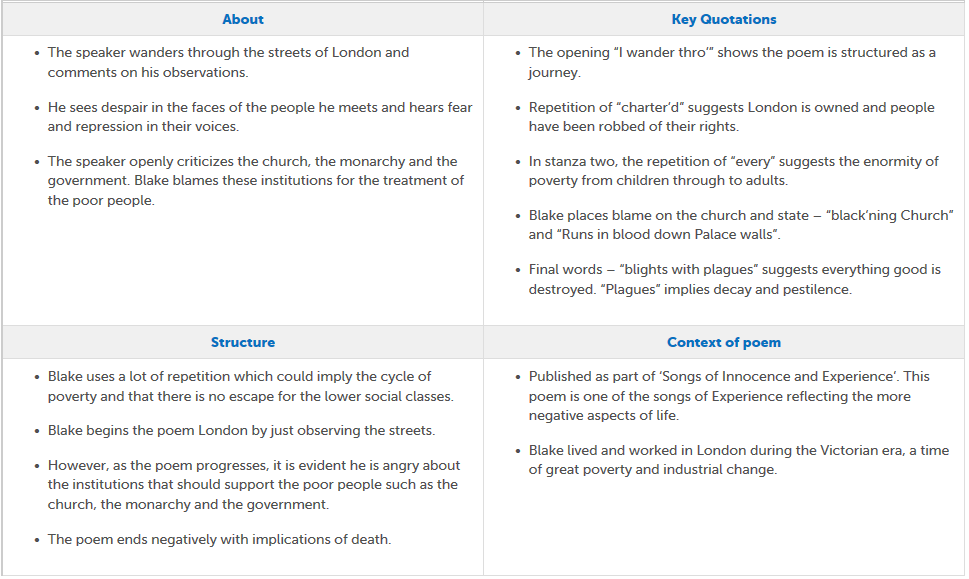 About
• The speaker wanders through the streets of London and
comments on his observations.
• He sees despair in the faces of the people he meets and hears fear
and repression in their voices.
• The speaker openly criticizes the church, the monarchy and the
government. Blake blames these institutions for the treatment of
the poor people.
Key Quotations
• The opening “I wander thro’” shows the poem is structured as a
journey.
• Repetition of “charter’d” suggests London is owned and people
have been robbed of their rights.
• In stanza two, the repetition of “every” suggests the enormity of
poverty from children through to adults.
• Blake places blame on the church and state – “black’ning Church”
and “Runs in blood down Palace walls”.
• Final words – “blights with plagues” suggests everything good is
destroyed. “Plagues” implies decay and pestilence.
Structure
• Blake uses a lot of repetition which could imply the cycle of
poverty and that there is no escape for the lower social classes.
• Blake begins the poem London by just observing the streets.
• However, as the poem progresses, it is evident he is angry about
the institutions that should support the poor people such as the
church, the monarchy and the government.
• The poem ends negatively with implications of death.
Context of poem
• Published as part of ‘Songs of Innocence and Experience’. This
poem is one of the songs of Experience reflecting the more
negative aspects of life.
• Blake lived and worked in London during the Victorian era, a time
of great poverty and industrial change.